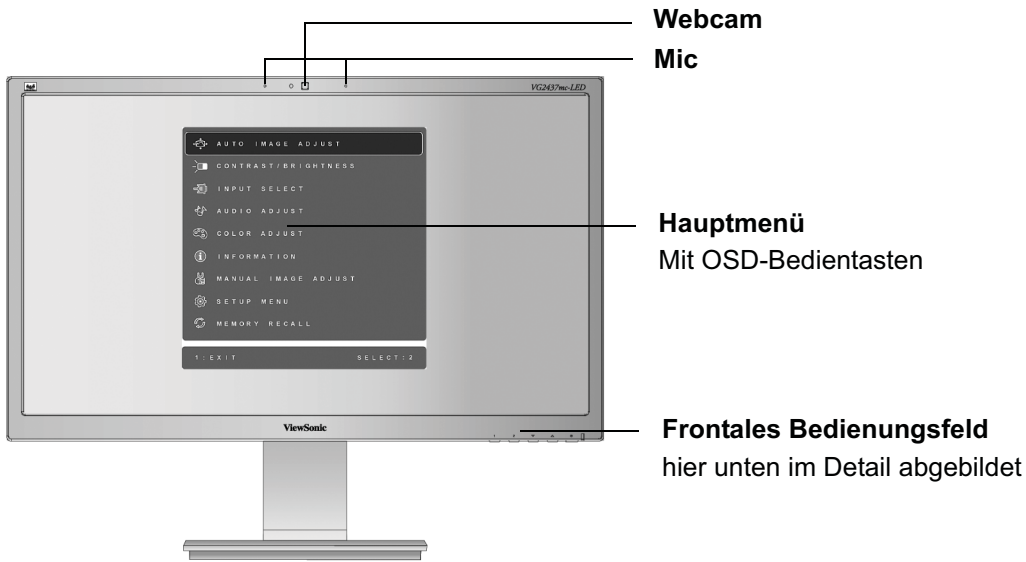 Webcam
Mic
VG2437mc-LED
AUTO IMAGE ADJUST
CONTRAST/BRIGHTNESS
INPUT SELECT
AUDIO ADJUST
COLOR ADJUST
INFORMATION
MANUAL IMAGE ADJUST
SETUP MENU
MEMORY RECALL
1:EXIT SELECT:2
Hauptmenü
Mit OSD-Bedientasten
ViewSonic
Frontales Bedienungsfeld
hier unten im Detail abgebildet